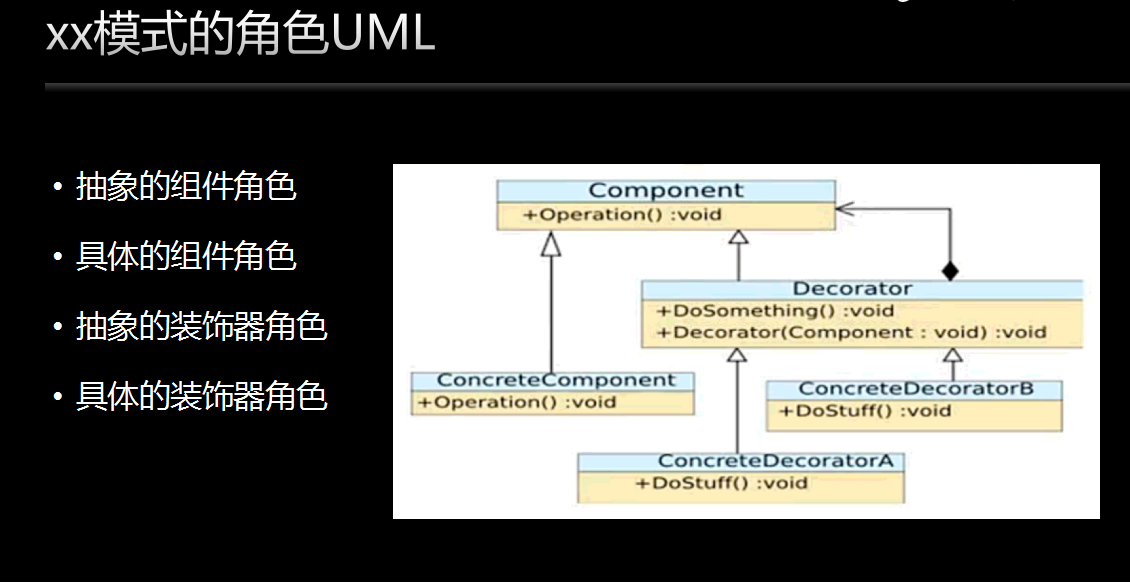 xx模式的角色UML
• 抽象的组件角色
• 具体的组件角色
• 抽象的装饰器角色
• 具体的装饰器角色
Component
+Operation() :void
Decorator
+DoSomething() :void
+Decorator(Component : void) :void
ConcreteComponent
+Operation() :void
ConcreteDecoratorB
+DoStuff() :void
ConcreteDecoratorA
+DoStuff() :void